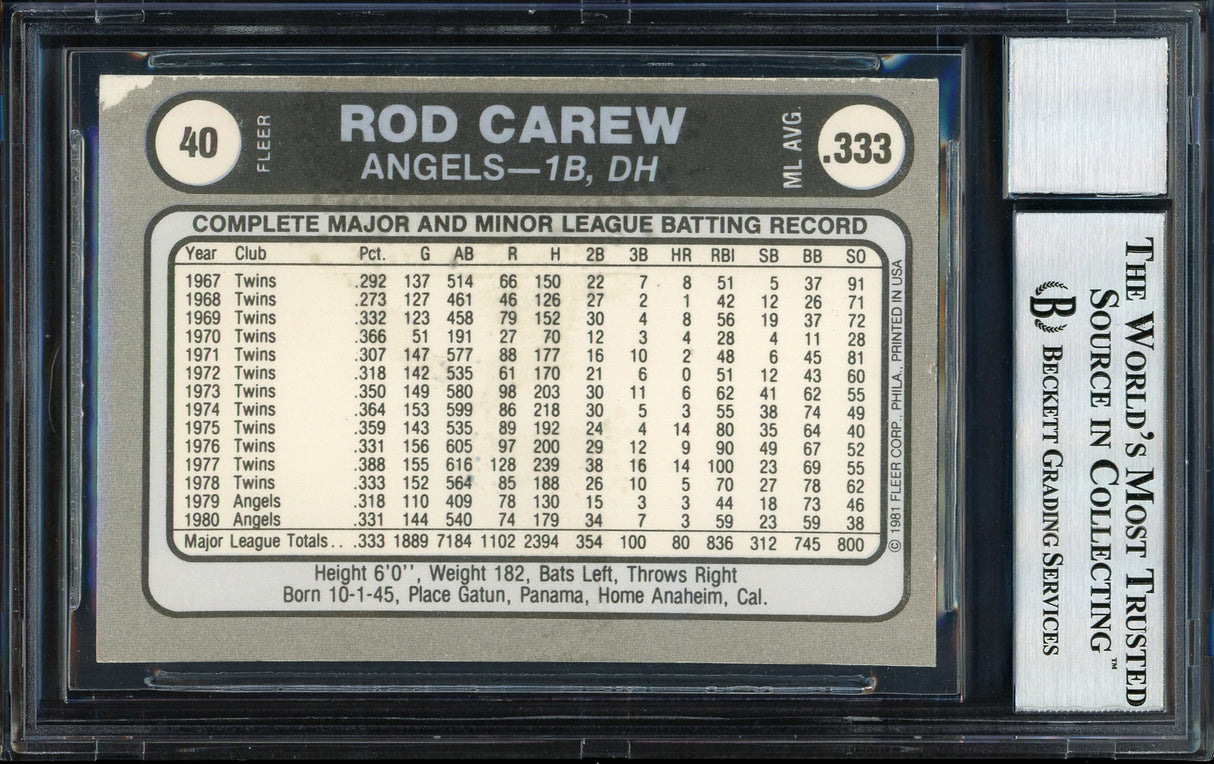 40
FLEER
ROD CAREW
ANGELS—1B, DH
ML AVG.
.333
COMPLETE MAJOR AND MINOR LEAGUE BATTING RECORD
Year Club Pct. G AB R H 2B 3B HR RBI SB BB SO
1967 Twins .292 137 514 66 150 22 7 8 51 5 37 91
1968 Twins .273 127 461 46 126 27 2 1 42 12 26 71
1969 Twins .332 123 458 79 152 30 4 8 56 19 37 72
1970 Twins .366 51 191 27 70 12 3 4 28 4 11 28
1971 Twins .307 147 577 88 177 16 10 2 48 6 45 81
1972 Twins .318 142 535 61 170 21 6 0 51 12 43 60
1973 Twins .350 149 580 98 203 30 11 6 62 41 62 55
1974 Twins .364 153 599 86 218 30 5 3 55 38 74 49
1975 Twins .359 143 535 89 192 24 4 14 80 35 64 40
1976 Twins .331 156 605 97 200 29 12 9 90 49 67 52
1977 Twins .388 155 616 128 239 38 16 14 100 23 69 55
1978 Twins .333 152 564 85 188 26 10 5 70 27 78 62
1979 Angels .318 110 409 78 130 15 3 3 44 18 73 46
1980 Angels .331 144 540 74 179 34 7 3 59 23 59 38
Major League Totals.. .333 1889 7184 1102 2394 354 100 80 836 312 745 800
Height 6'0'', Weight 182, Bats Left, Throws Right
Born 10-1-45, Place Gatun, Panama, Home Anaheim, Cal.
© 1981 FLEER CORP., PHILA., PRINTED IN USA
THE WORLD'S MOST TRUSTED
SOURCE IN COLLECTING™
B BECKETT GRADING SERVICES